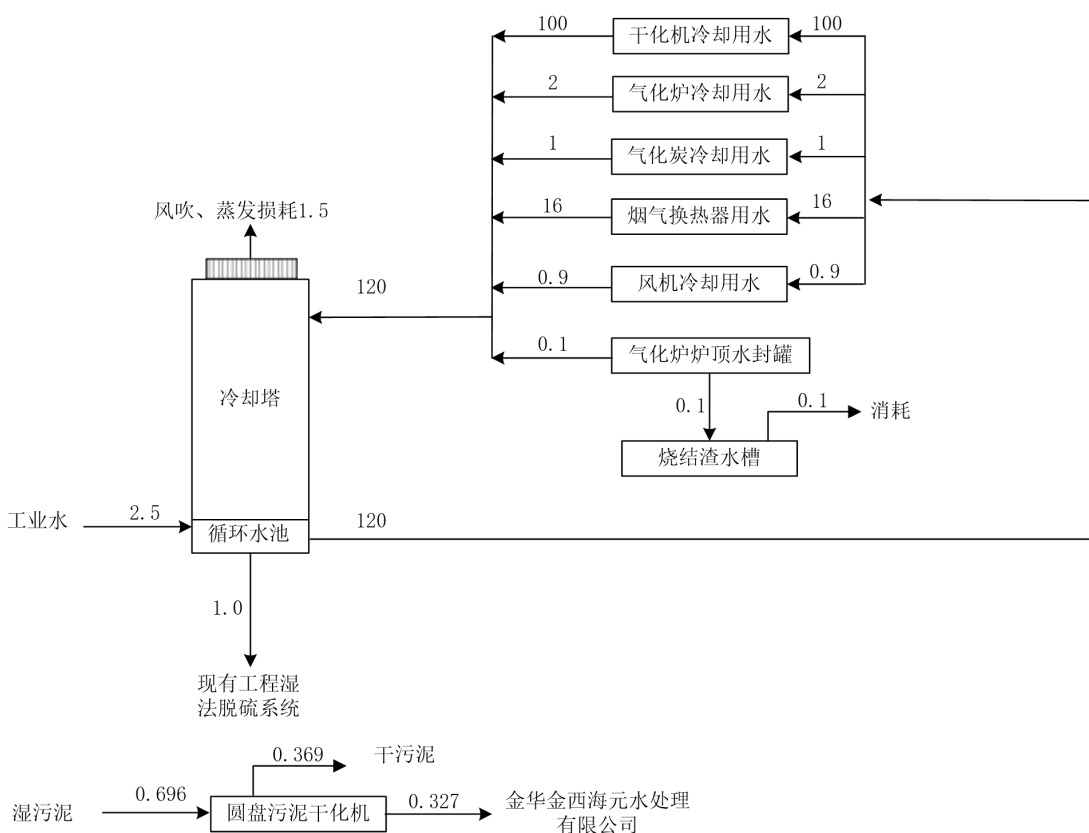 100
干化机冷却用水
100
2
气化炉冷却用水
2
1
气化炭冷却用水
1
16
烟气换热器用水
16
0.9
风机冷却用水
0.9
0.1
气化炉炉顶水封罐
0.1
0.1
消耗
烧结渣水槽
风吹、蒸发损耗1.5
120
冷却塔
工业水
2.5
循环水池
120
1.0
现有工程湿
法脱硫系统
0.369
干污泥
湿污泥
0.696
圆盘污泥干化机
0.327
金华金西海元水处理
有限公司